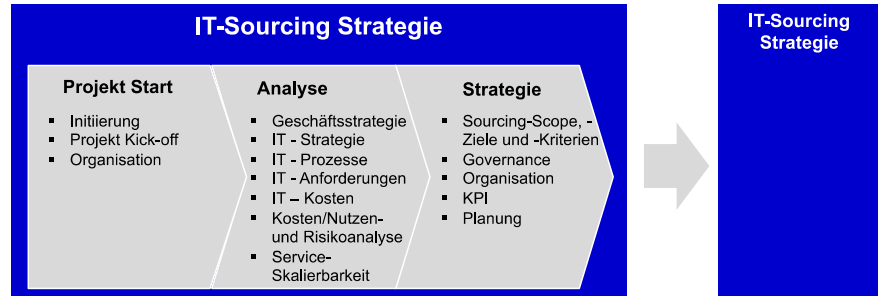 IT-Sourcing Strategie
Projekt Start
▪ Initiierung
▪ Projekt Kick-off
▪ Organisation
Analyse
▪ Geschäftsstrategie
▪ IT - Strategie
▪ IT - Prozesse
▪ IT - Anforderungen
▪ IT – Kosten
▪ Kosten/Nutzen-
und Risikoanalyse
▪ Service-
Skalierbarkeit
Strategie
▪ Sourcing-Scope, -
Ziele und -Kriterien
▪ Governance
▪ Organisation
▪ KPI
▪ Planung
IT-Sourcing
Strategie